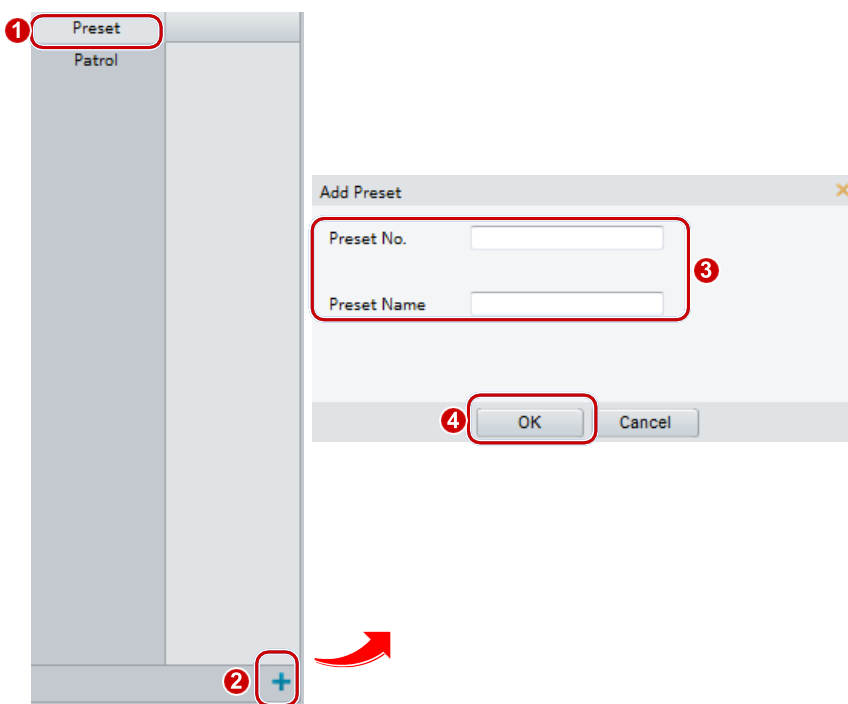 1 Preset
Patrol
Add Preset
Preset No.
3
Preset Name
4 OK Cancel
2 +